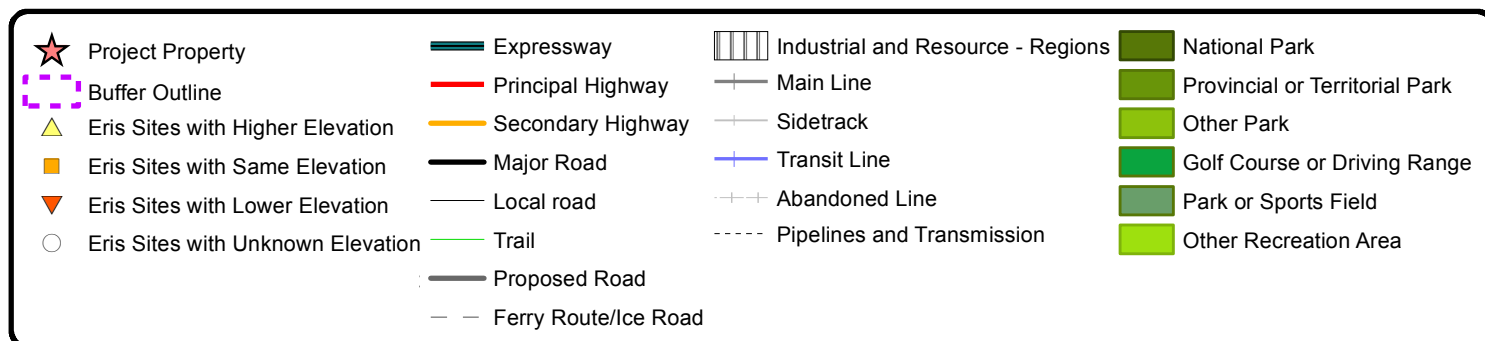 Project Property
Buffer Outline
Eris Sites with Higher Elevation
Eris Sites with Same Elevation
Eris Sites with Lower Elevation
Eris Sites with Unknown Elevation
Expressway
Principal Highway
Secondary Highway
Major Road
Local road
Trail
Proposed Road
Ferry Route/Ice Road
Industrial and Resource - Regions
Main Line
Sidetrack
Transit Line
Abandoned Line
Pipelines and Transmission
National Park
Provincial or Territorial Park
Other Park
Golf Course or Driving Range
Park or Sports Field
Other Recreation Area